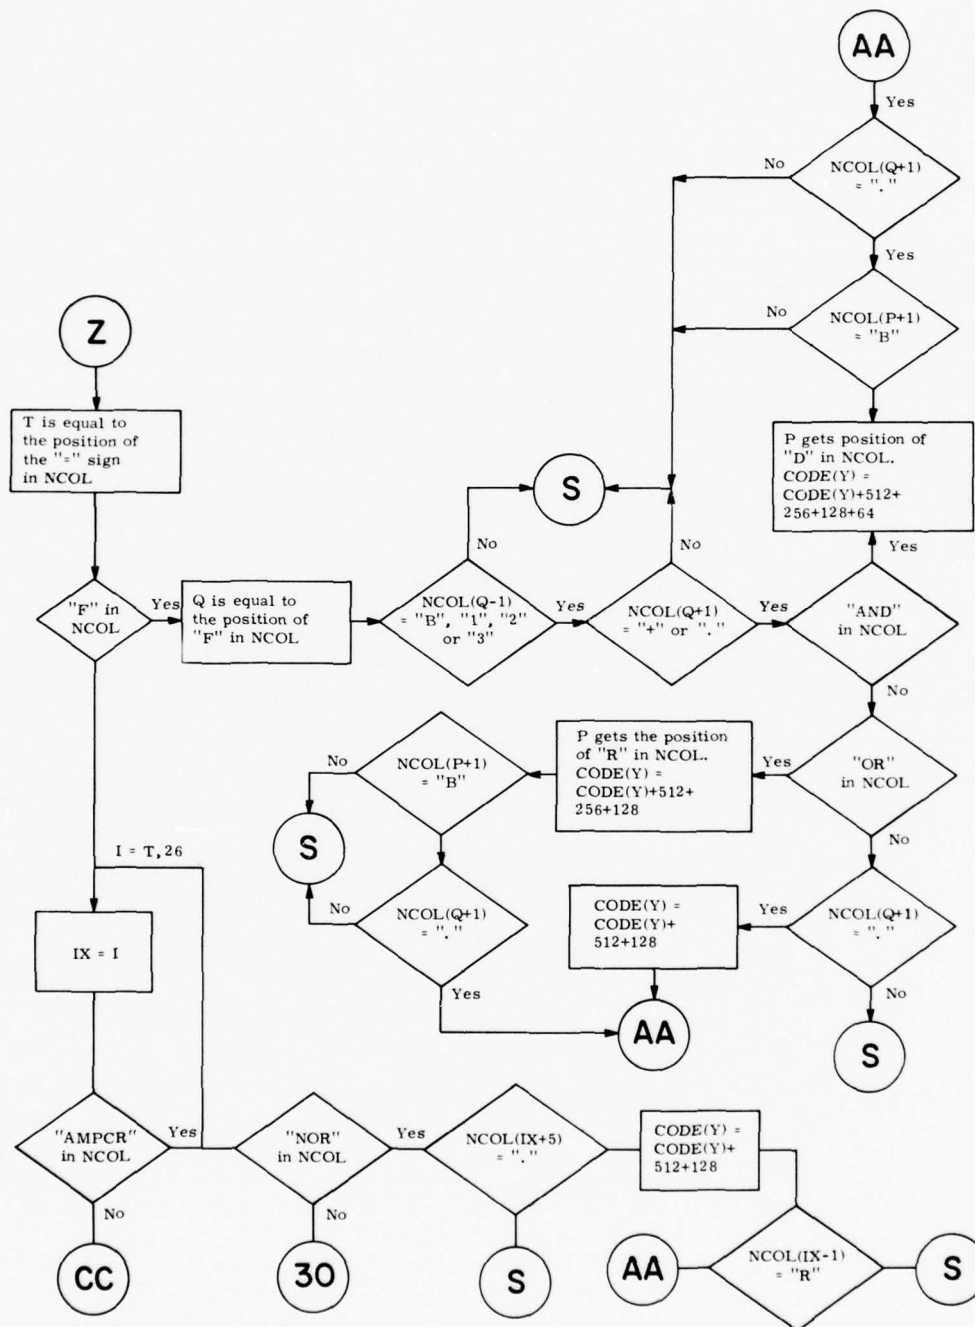 AA
Yes
No
NCOL(Q+1)
= "."
Yes
No
NCOL(P+1)
= "B"
Z
T is equal to
the position of
the "=" sign
in NCOL
P gets position of
"D" in NCOL.
CODE(Y) =
CODE(Y)+512+
256+128+64
S
No
No
Yes
"F" in
NCOL
Yes
Q is equal to
the position of
"F" in NCOL
NCOL(Q-1)
= "B", "1", "2"
or "3"
Yes
NCOL(Q+1)
= "+" or "."
Yes
"AND"
in NCOL
No
No
NCOL(P+1)
= "B"
P gets the position
of "R" in NCOL.
CODE(Y) =
CODE(Y)+512+
256+128
Yes
"OR"
in NCOL
No
S
I = T,26
No
NCOL(Q+1)
= "."
CODE(Y) =
CODE(Y)+
512+128
Yes
NCOL(Q+1)
= "."
IX = I
Yes
No
AA
S
"AMPCR"
in NCOL
Yes
"NOR"
in NCOL
Yes
NCOL(IX+5)
= "."
CODE(Y) =
CODE(Y)+
512+128
No
No
CC
30
S
AA
NCOL(IX-1)
= "R"
S